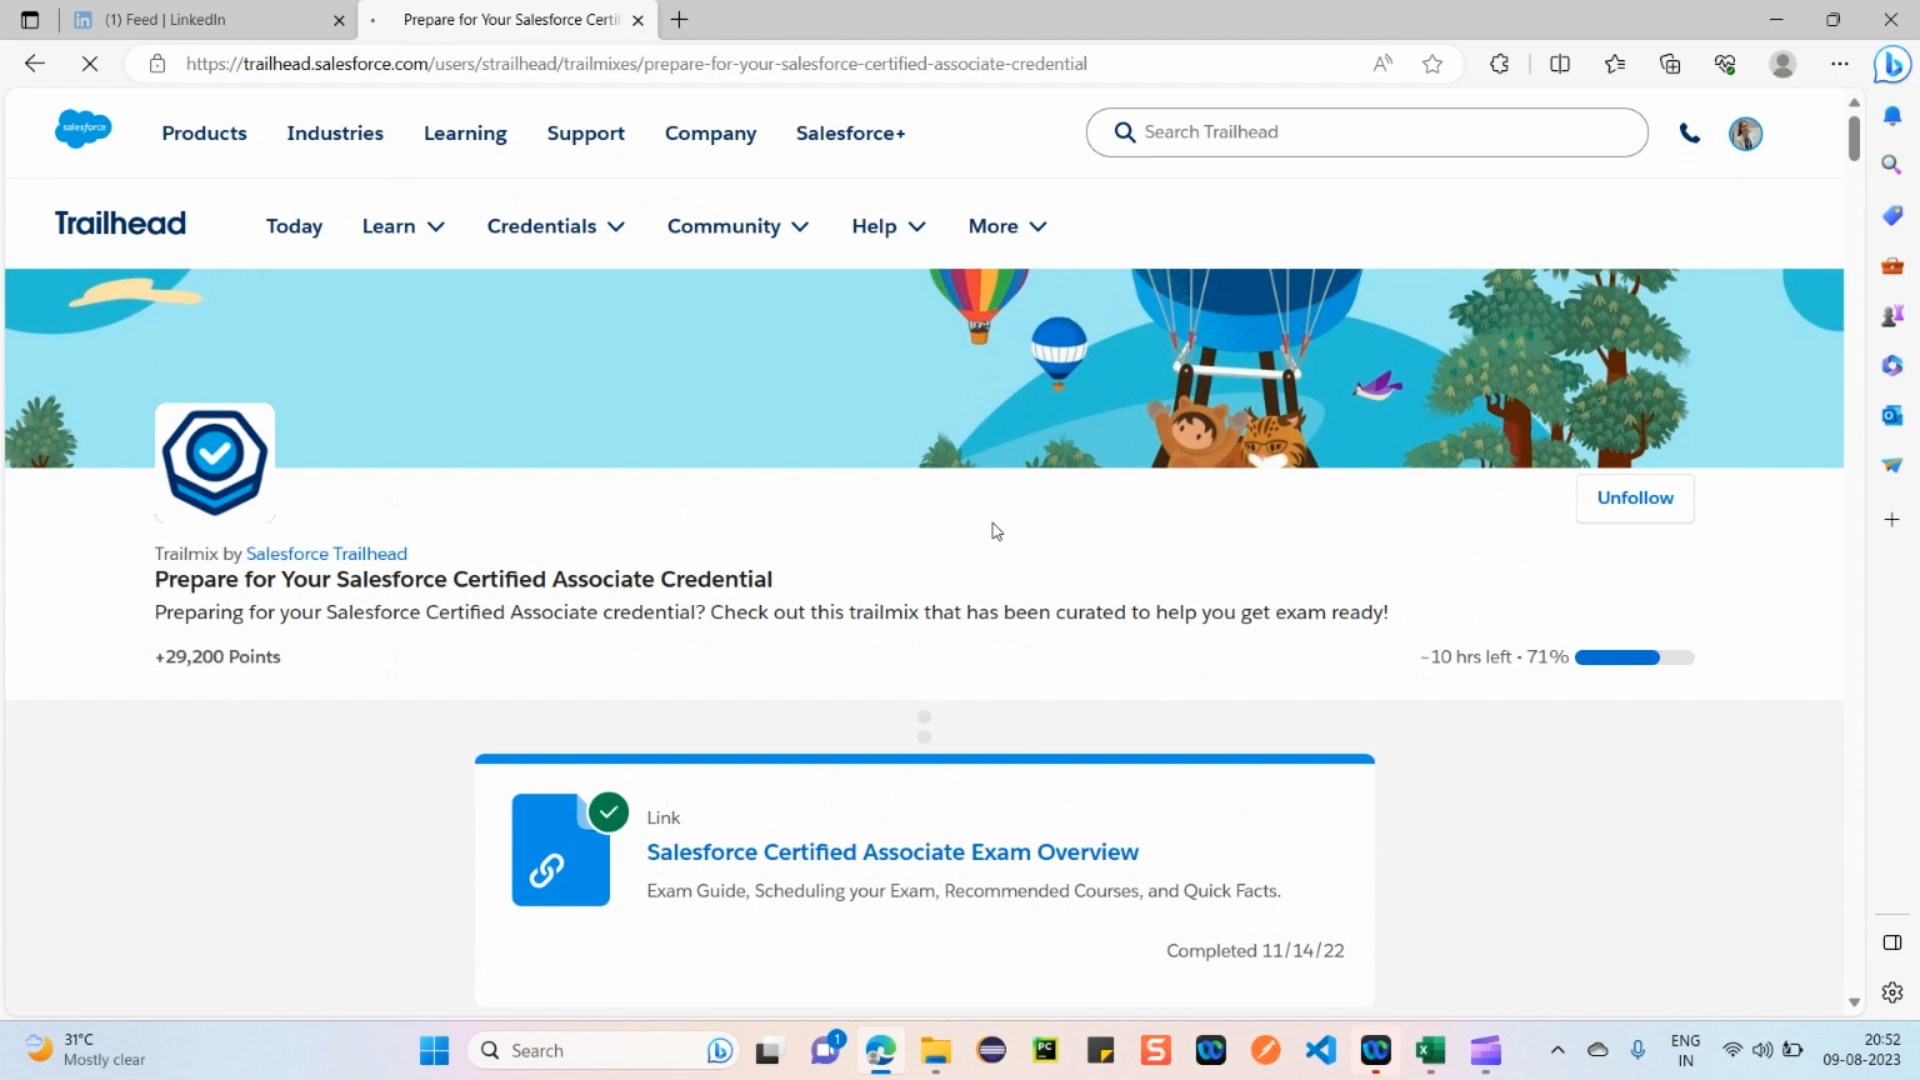 (1) Feed | LinkedIn
Prepare for Your Salesforce Certif
https://trailhead.salesforce.com/users/strailhead/trailmixes/prepare-for-your-salesforce-certified-associate-credential
salesforce
Products
Industries
Learning
Support
Company
Salesforce+
Search Trailhead
Trailhead
Today
Learn
Credentials
Community
Help
More
Unfollow
Trailmix by Salesforce Trailhead
Prepare for Your Salesforce Certified Associate Credential
Preparing for your Salesforce Certified Associate credential? Check out this trailmix that has been curated to help you get exam ready!
+29,200 Points
~10 hrs left • 71%
Link
Salesforce Certified Associate Exam Overview
Exam Guide, Scheduling your Exam, Recommended Courses, and Quick Facts.
Completed 11/14/22
31°C
Mostly clear
Search
1
PC
S
ENG
IN
20:52
09-08-2023